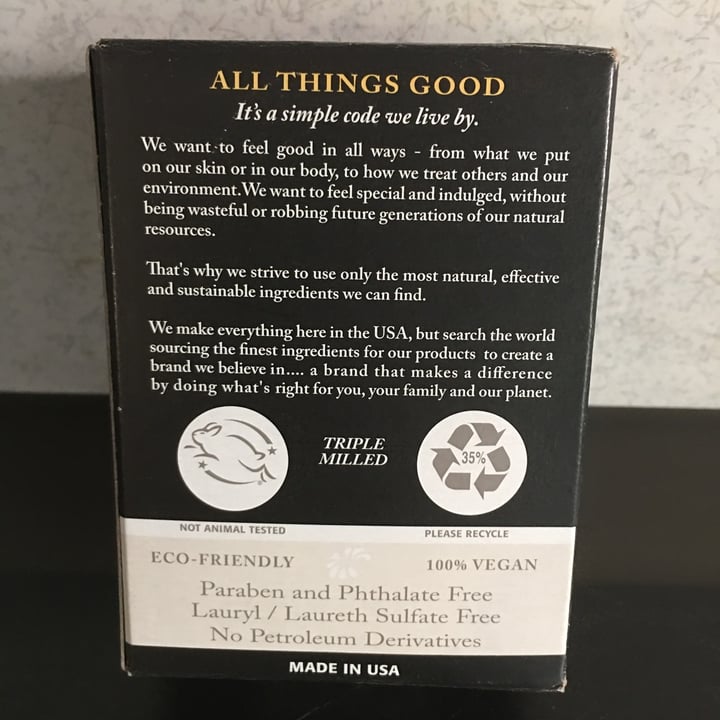 ALL THINGS GOOD
It's a simple code we live by.
We want to feel good in all ways - from what we put
on our skin or in our body, to how we treat others and our
environment.We want to feel special and indulged, without
being wasteful or robbing future generations of our natural
resources.
That's why we strive to use only the most natural, effective
and sustainable ingredients we can find.
We make everything here in the USA, but search the world
sourcing the finest ingredients for our products to create a
brand we believe in.... a brand that makes a difference
by doing what's right for you, your family and our planet.
TRIPLE
MILLED
35%
NOT ANIMAL TESTED
PLEASE RECYCLE
ECO-FRIENDLY
100% VEGAN
Paraben and Phthalate Free
Lauryl / Laureth Sulfate Free
No Petroleum Derivatives
MADE IN USA